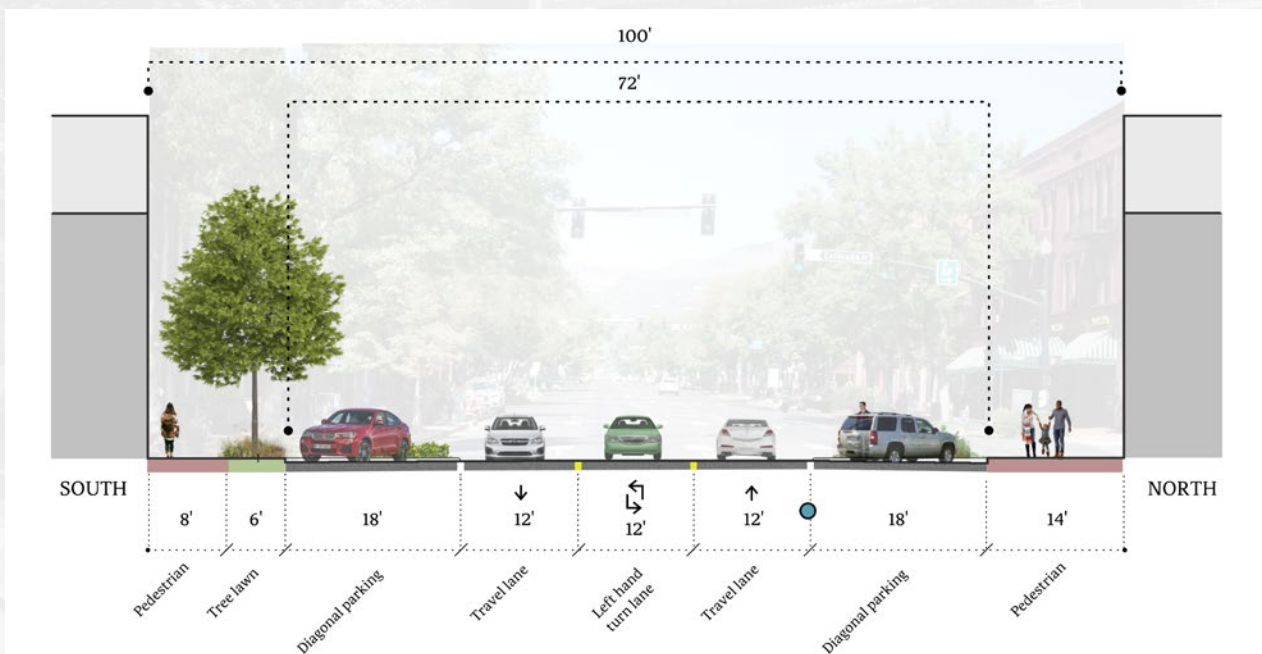 100'
72'
SOUTH
NORTH
8'
6'
18'
12'
12'
12'
18'
14'
Pedestrian
Tree lawn
Diagonal parking
Travel lane
Left hand
turn lane
Travel lane
Diagonal parking
Pedestrian